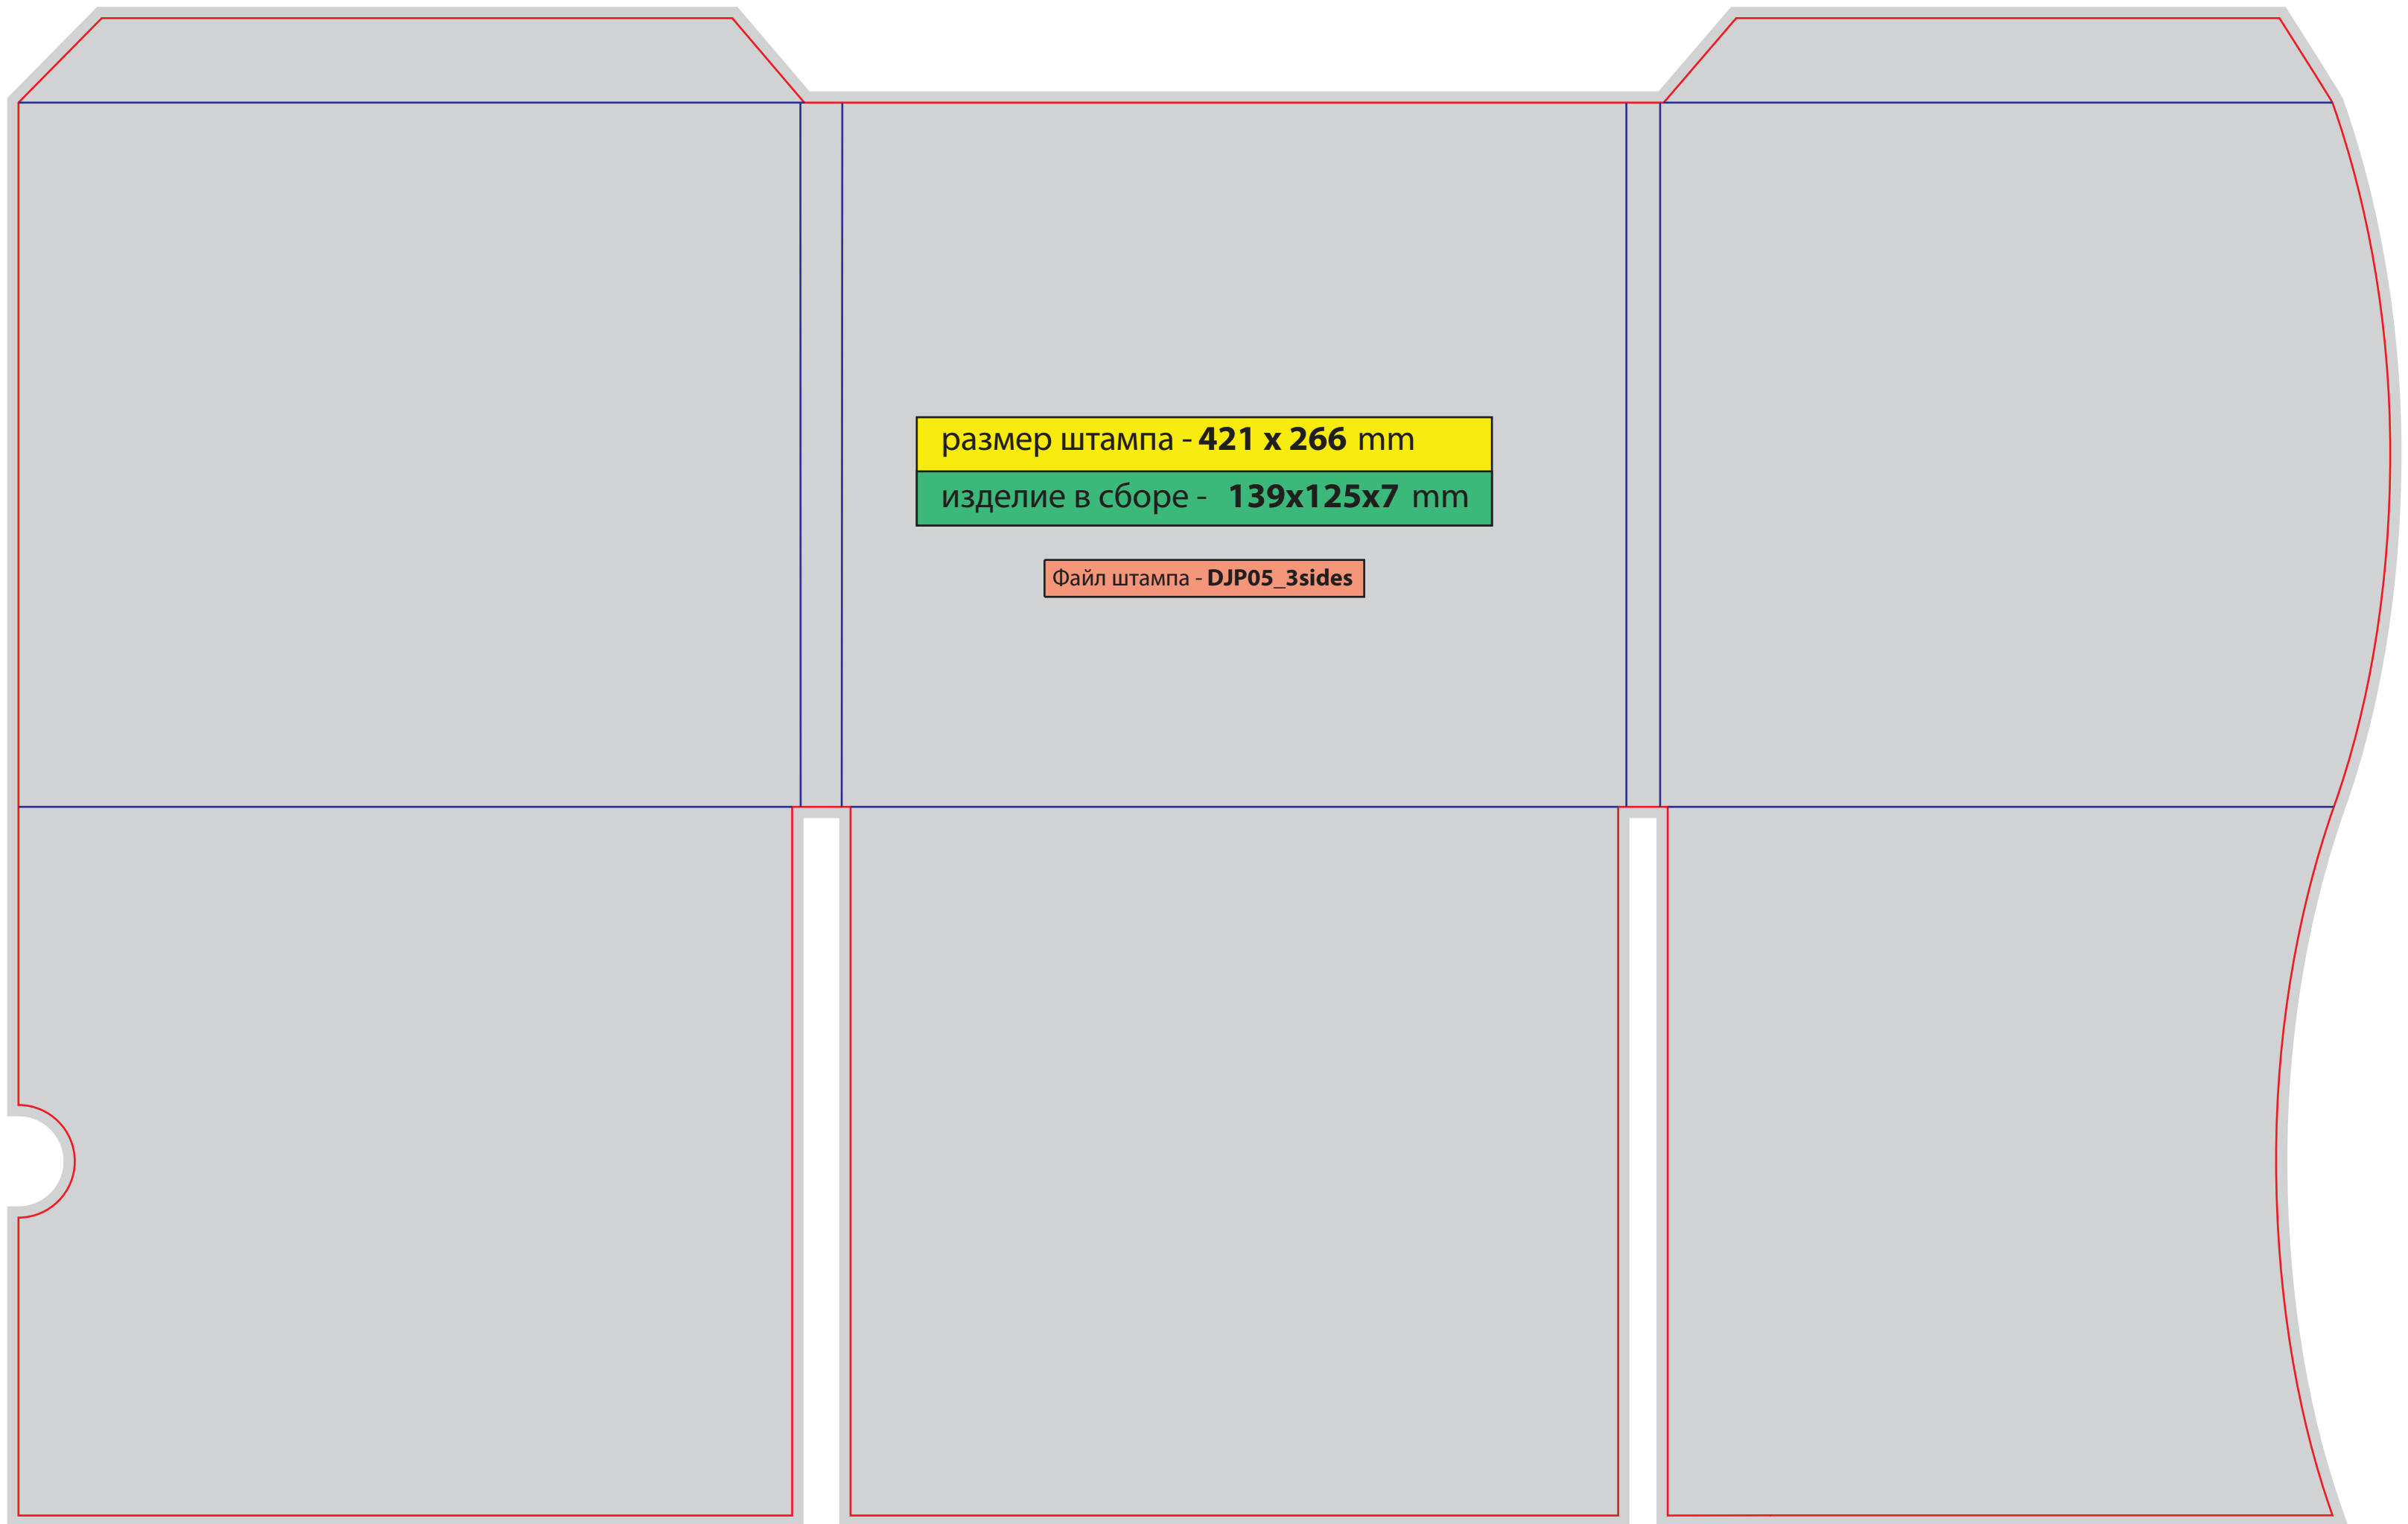 размер штампа - 421 x 266 mm
изделие в сборе - 139x125x7 mm
Файл штампа - DJP05_3sides